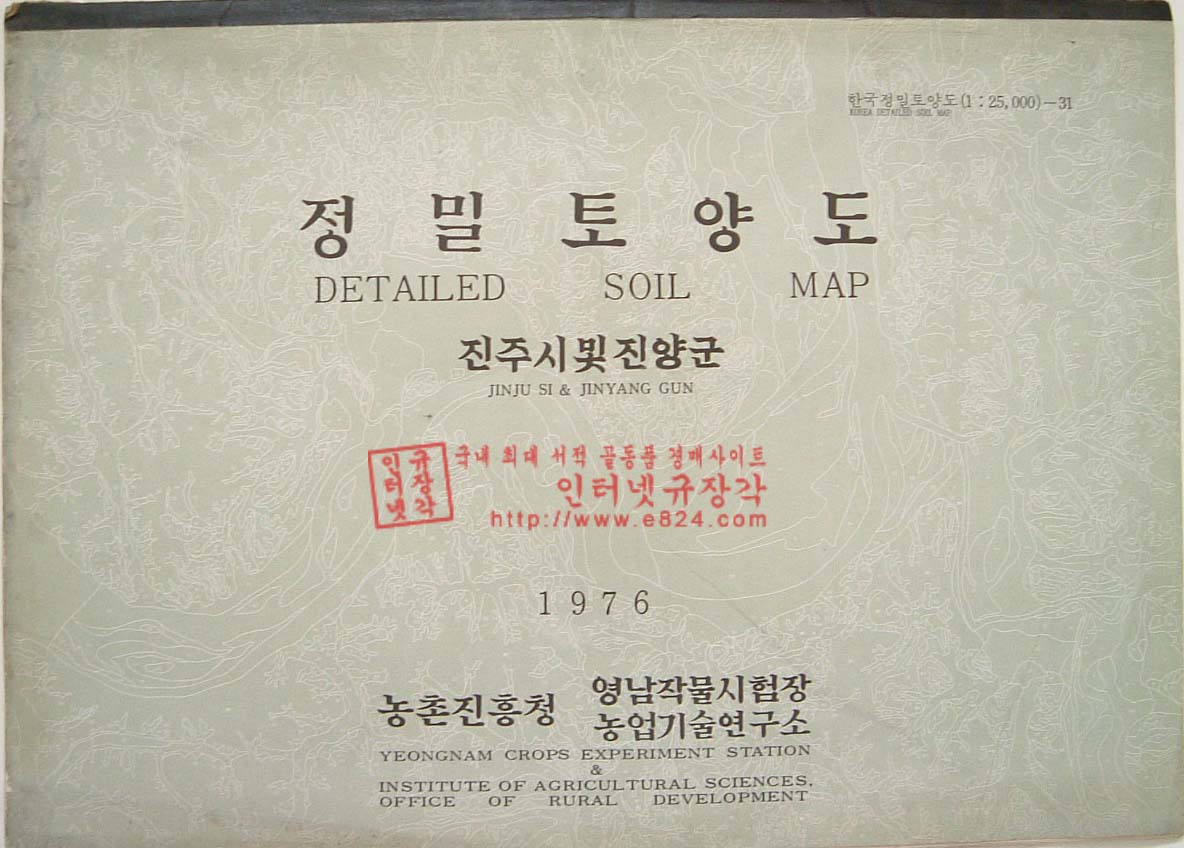 한국정밀토양도(1 : 25,000)—31
KOREA DETAILED SOIL MAP
정밀토양도
DETAILED SOIL MAP
진주시및진양군
JINJU SI & JINYANG GUN
인터넷 규장각
국내 최대 서적 골동품 경매사이트
인터넷규장각
http://www.e824.com
1976
농촌진흥청
영남작물시험장
농업기술연구소
YEONGNAM CROPS EXPERIMENT STATION
&
INSTITUTE OF AGRICULTURAL SCIENCES,
OFFICE OF RURAL DEVELOPMENT